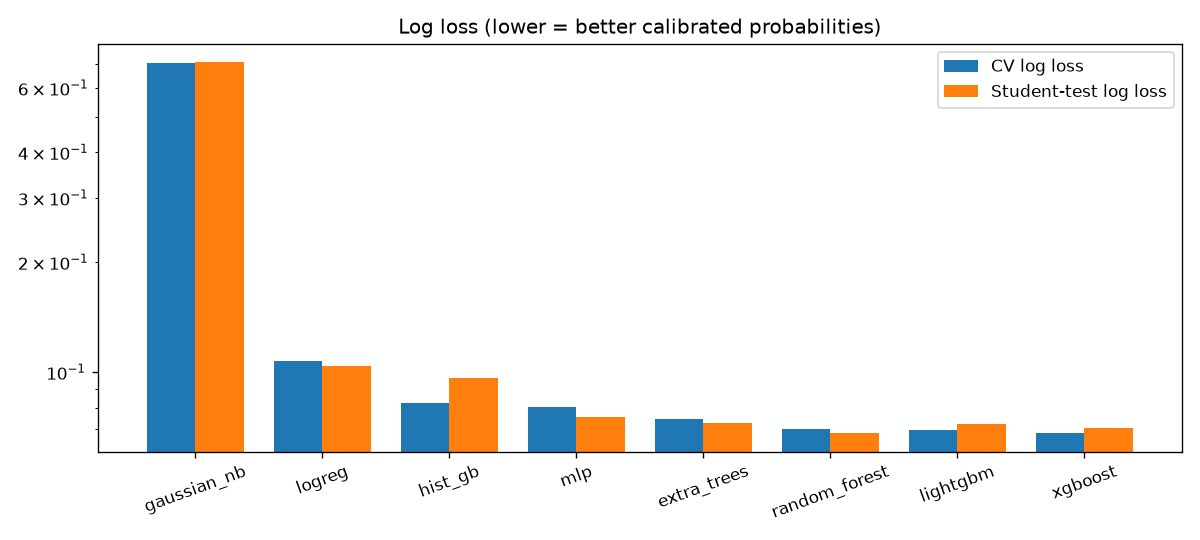 Log loss (lower = better calibrated probabilities)
CV log loss
Student-test log loss
6 × 10⁻¹
4 × 10⁻¹
3 × 10⁻¹
2 × 10⁻¹
10⁻¹
gaussian_nb
logreg
hist_gb
mlp
extra_trees
random_forest
lightgbm
xgboost